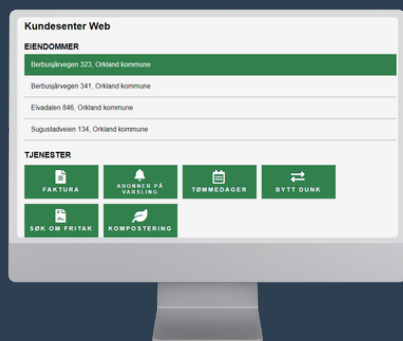 Kundesenter Web
EIENDOMMER
Berbusjårvegen 323, Orkland kommune
Berbusjårvegen 341, Orkland kommune
Elvadalen 846, Orkland kommune
Sugustadveien 134, Orkland kommune
TJENESTER
FAKTURA
ABONNER PÅ
VARSLING
TØMMEDAGER
BYTT DUNK
SØK OM FRITAK
KOMPOSTERING